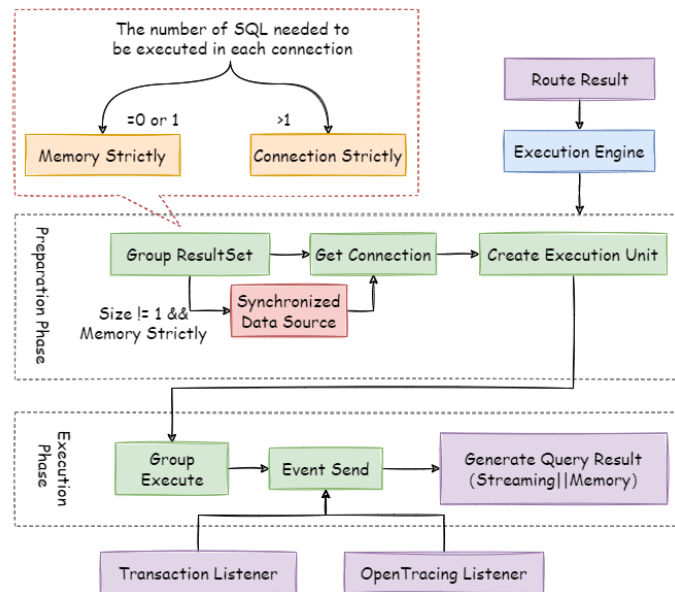 The number of SQL needed to
be executed in each connection
=0 or 1
>1
Memory Strictly
Connection Strictly
Route Result
Execution Engine
Preparation Phase
Group ResultSet
Get Connection
Create Execution Unit
Size != 1 &&
Memory Strictly
Synchronized
Data Source
Execution
Phase
Group
Execute
Event Send
Generate Query Result
(Streaming||Memory)
Transaction Listener
OpenTracing Listener